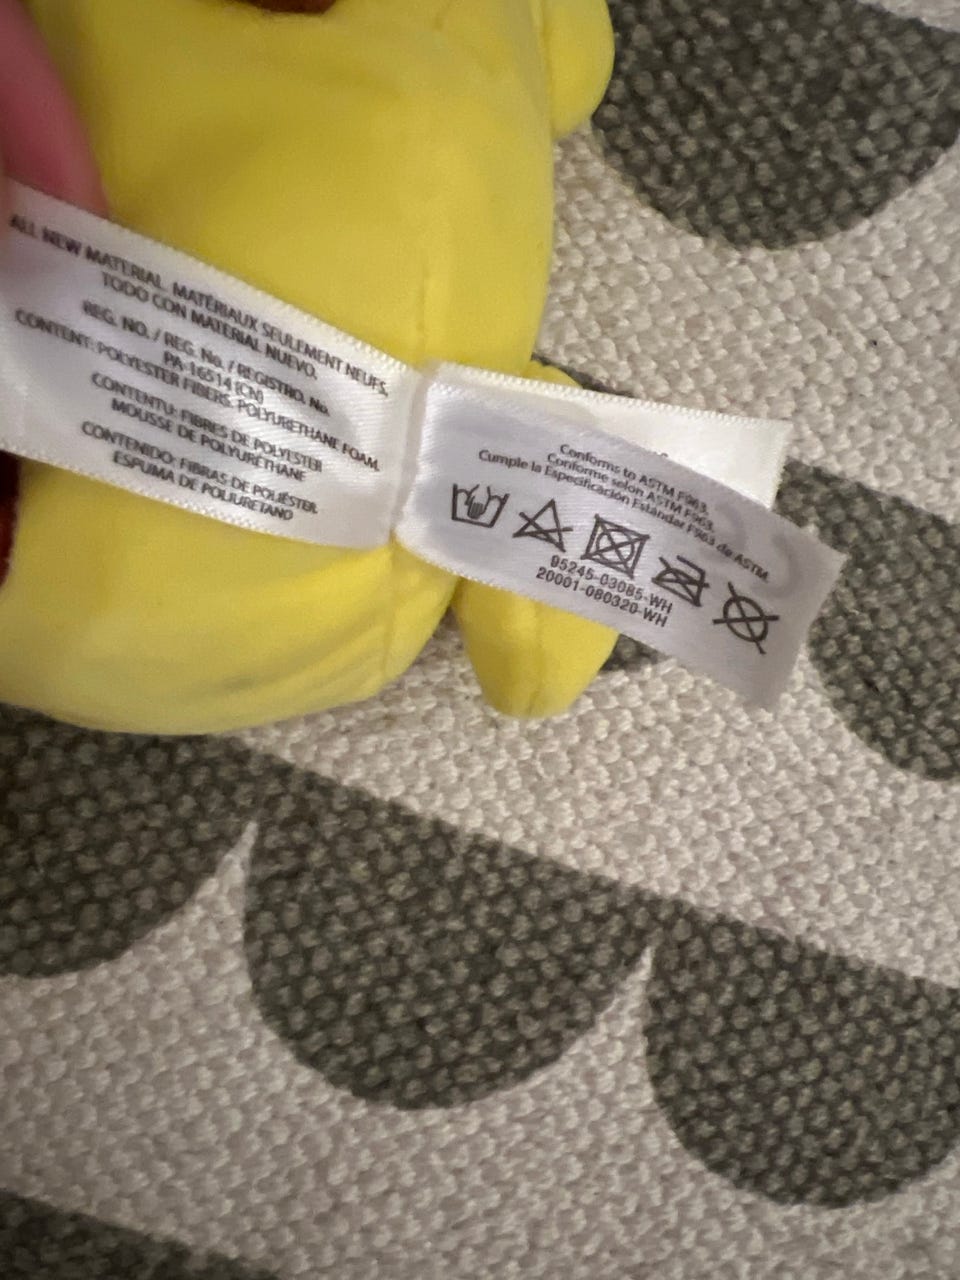 ALL NEW MATERIAL. MATÉRIAUX SEULEMENT NEUFS.
TODO CON MATERIAL NUEVO.
REG. NO. / REG. No. / REGISTRO. No.
PA-16514 (CN)
CONTENT: POLYESTER FIBERS. POLYURETHANE FOAM.
CONTENTU: FIBRES DE POLYESTER
MOUSSE DE POLYURÉTHANE
CONTENIDO: FIBRAS DE POLIÉSTER.
ESPUMA DE POLIURETANO
Conforms to ASTM F963.
Conforme selon ASTM F963.
Cumple la Especificación Estándar F963 de ASTM.
95245-03085-WH
20001-080320-WH